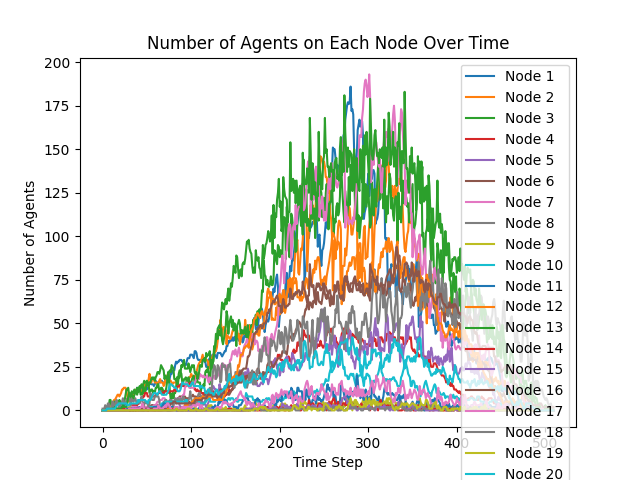 Number of Agents on Each Node Over Time
Number of Agents
200
175
150
125
100
75
50
25
0
0
100
200
300
400
500
Time Step
Node 1
Node 2
Node 3
Node 4
Node 5
Node 6
Node 7
Node 8
Node 9
Node 10
Node 11
Node 12
Node 13
Node 14
Node 15
Node 16
Node 17
Node 18
Node 19
Node 20